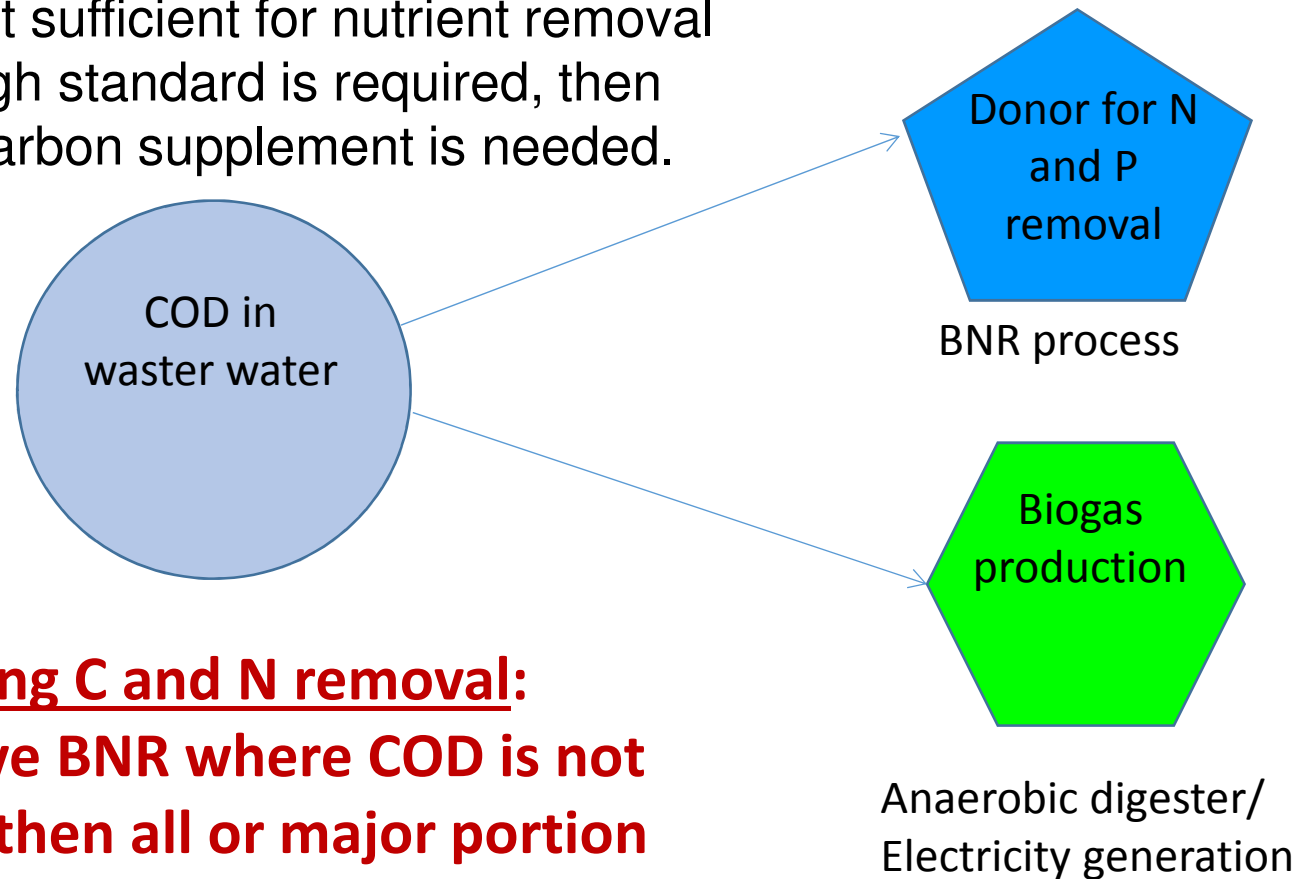 t sufficient for nutrient removal
gh standard is required, then
arbon supplement is needed.
Donor for N
and P
removal
COD in
waster water
BNR process
Biogas
production
ng C and N removal:
ve BNR where COD is not
then all or major portion
Anaerobic digester/
Electricity generation